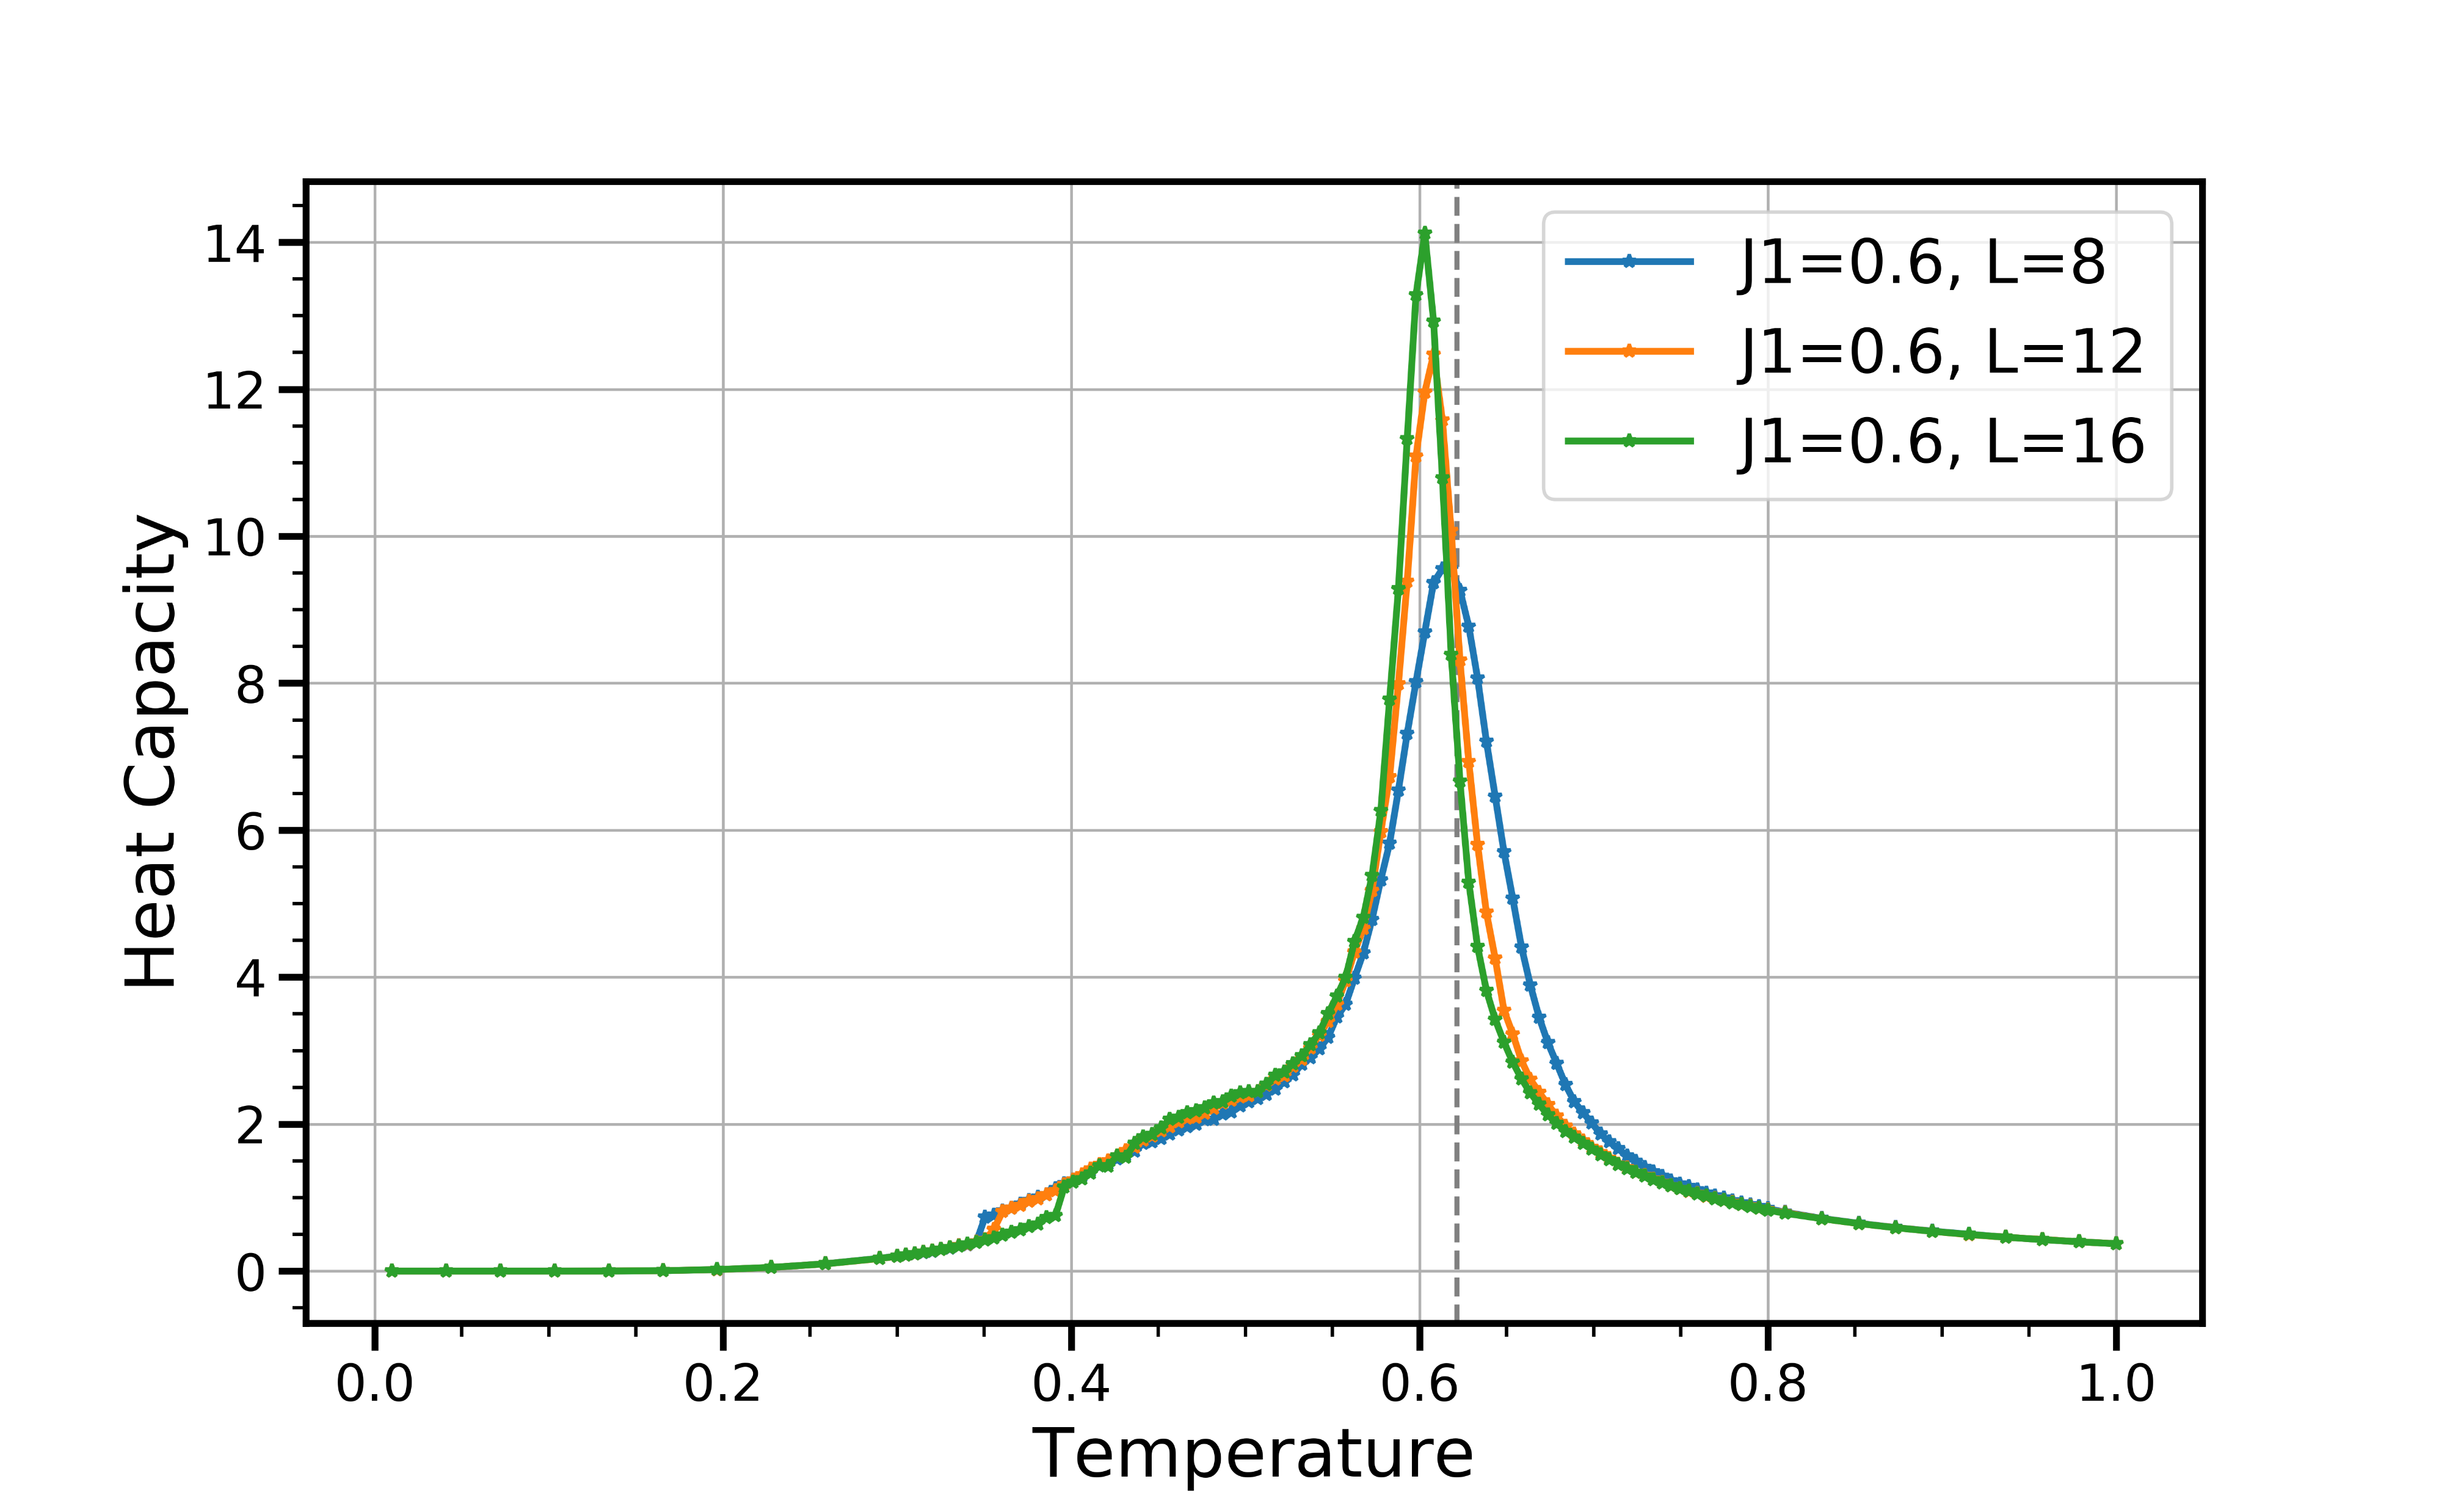 14
12
10
8
6
4
2
0
Heat Capacity
J1=0.6, L=8
J1=0.6, L=12
J1=0.6, L=16
0.0 0.2 0.4 0.6 0.8 1.0
Temperature